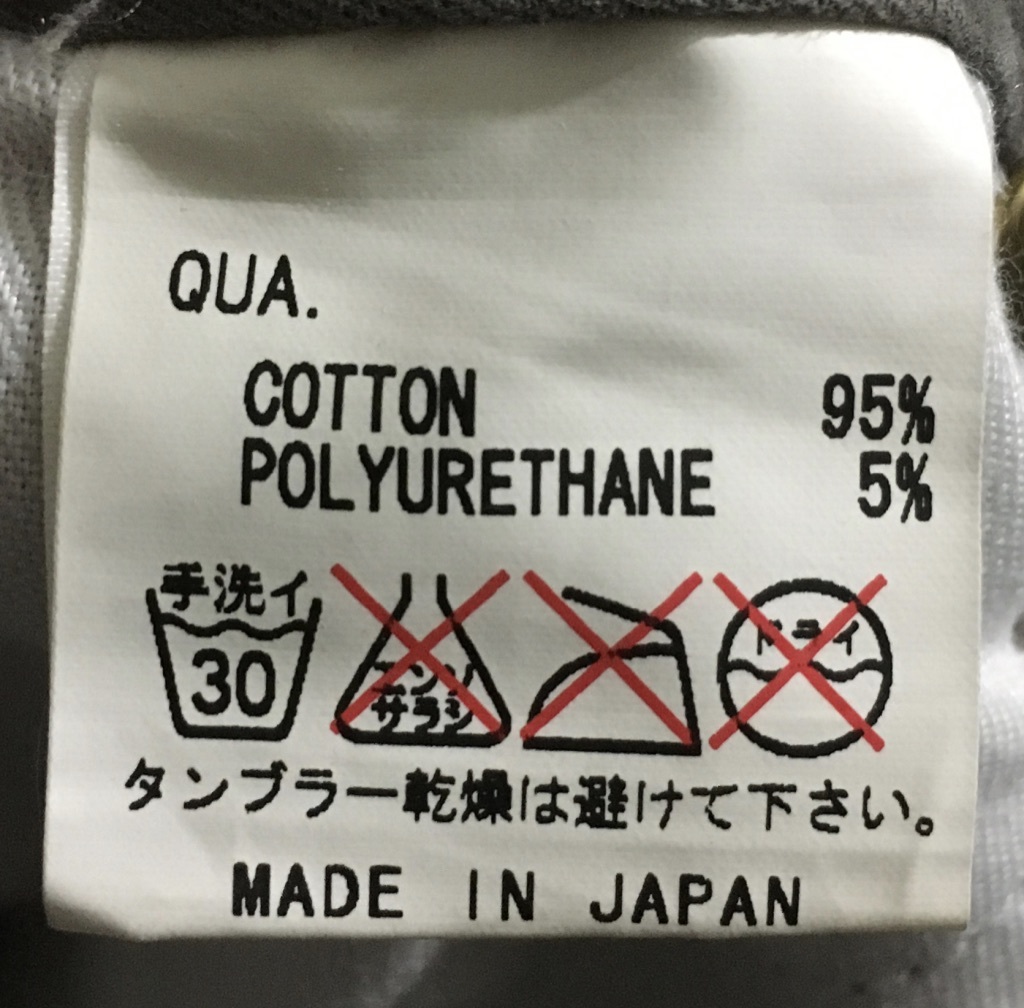 QUA.
COTTON 95%
POLYURETHANE 5%
手洗イ
30
エンソ
サラシ
ドライ
タンブラー乾燥は避けて下さい。
MADE IN JAPAN